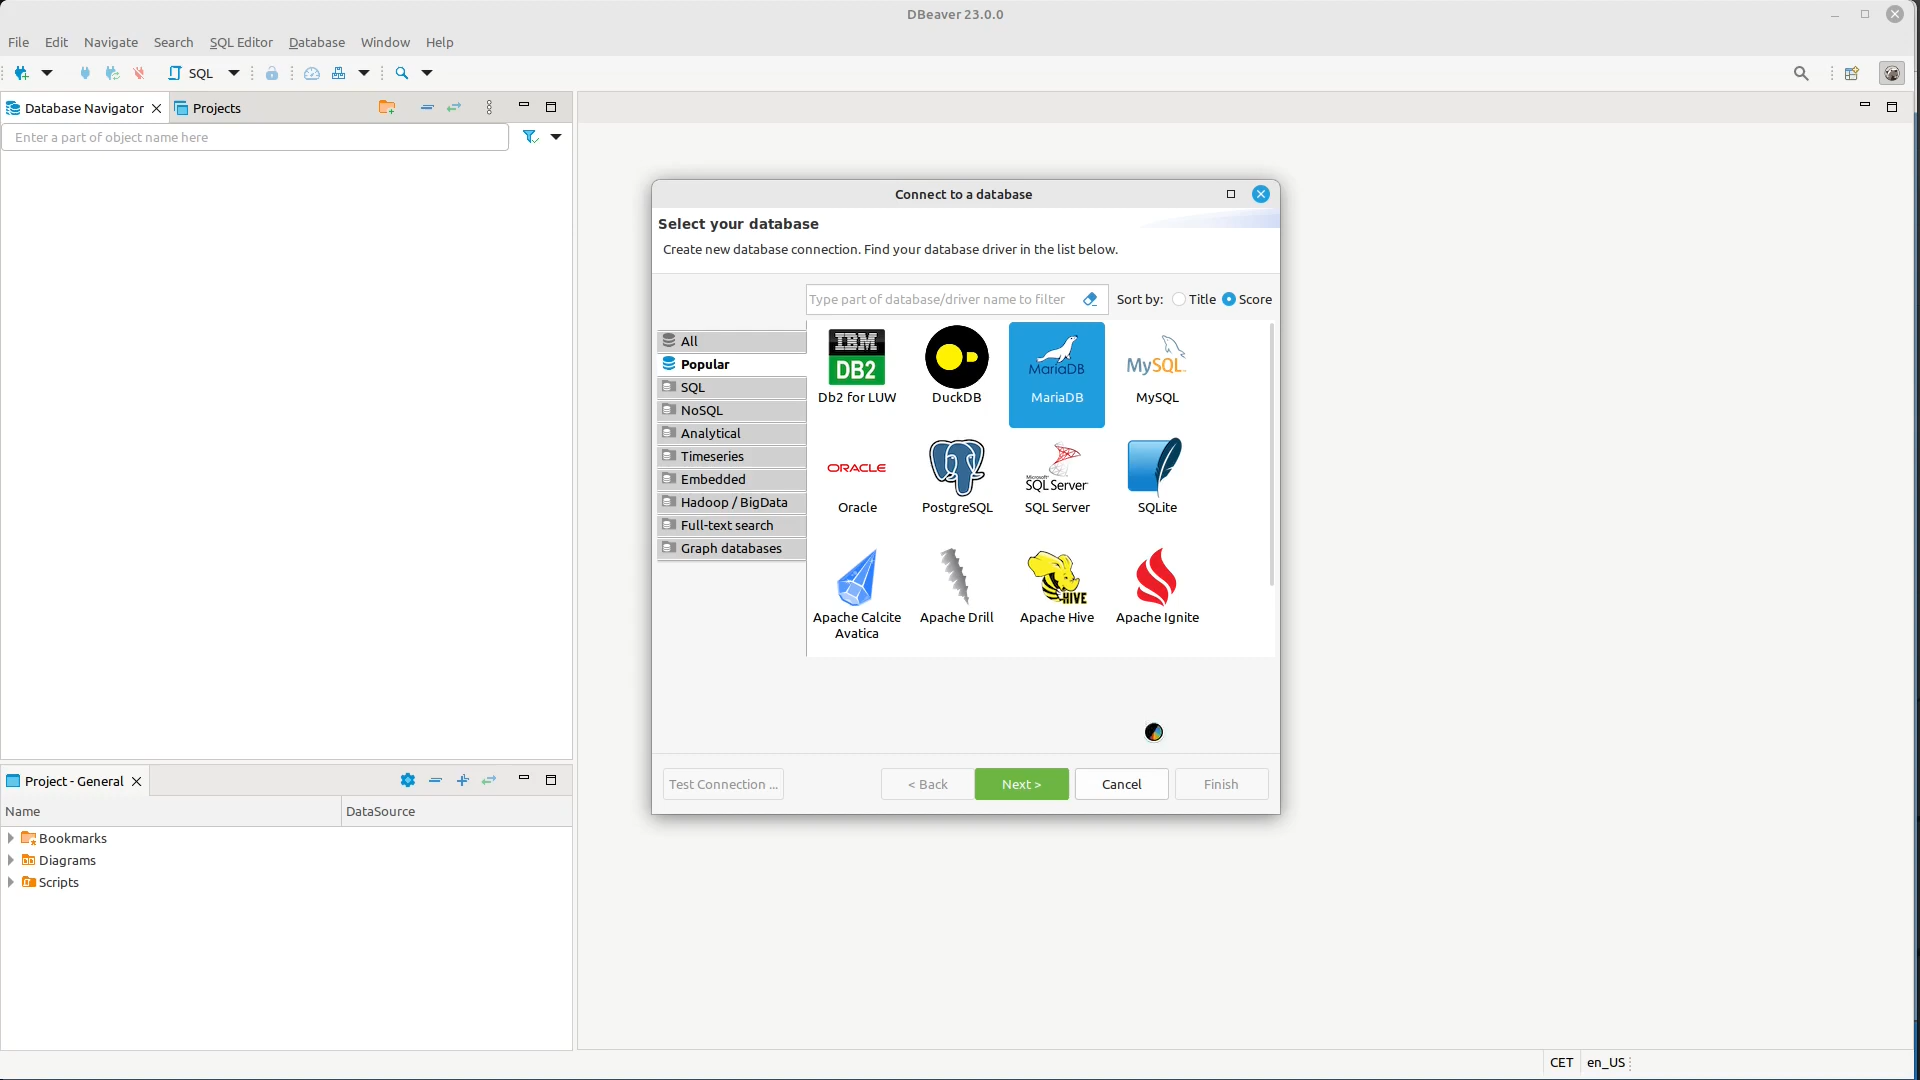 DBeaver 23.0.0
File Edit Navigate Search SQL Editor Database Window Help
SQL
Database Navigator Projects
Enter a part of object name here
Connect to a database
Select your database
Create new database connection. Find your database driver in the list below.
Type part of database/driver name to filter Sort by: Title Score
All
Popular
SQL
NoSQL
Analytical
Timeseries
Embedded
Hadoop / BigData
Full-text search
Graph databases
IBM
DB2
MariaDB
MySQL
Db2 for LUW DuckDB MariaDB MySQL
ORACLE
Microsoft
SQL Server
Oracle PostgreSQL SQL Server SQLite
HIVE
Apache Calcite Avatica
Apache Drill Apache Hive Apache Ignite
Test Connection ... < Back Next > Cancel Finish
Project - General
Name DataSource
Bookmarks
Diagrams
Scripts
CET en_US